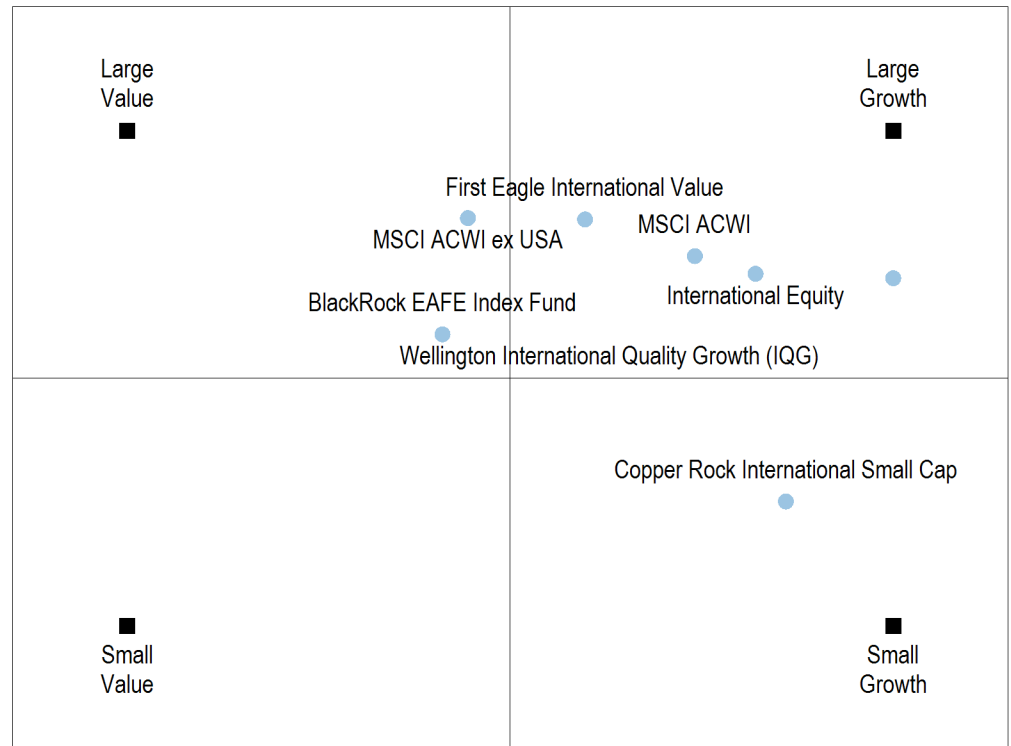 Large
Value
Large
Growth
First Eagle International Value
MSCI ACWI
MSCI ACWI ex USA
International Equity
BlackRock EAFE Index Fund
Wellington International Quality Growth (IQG)
Copper Rock International Small Cap
Small
Value
Small
Growth